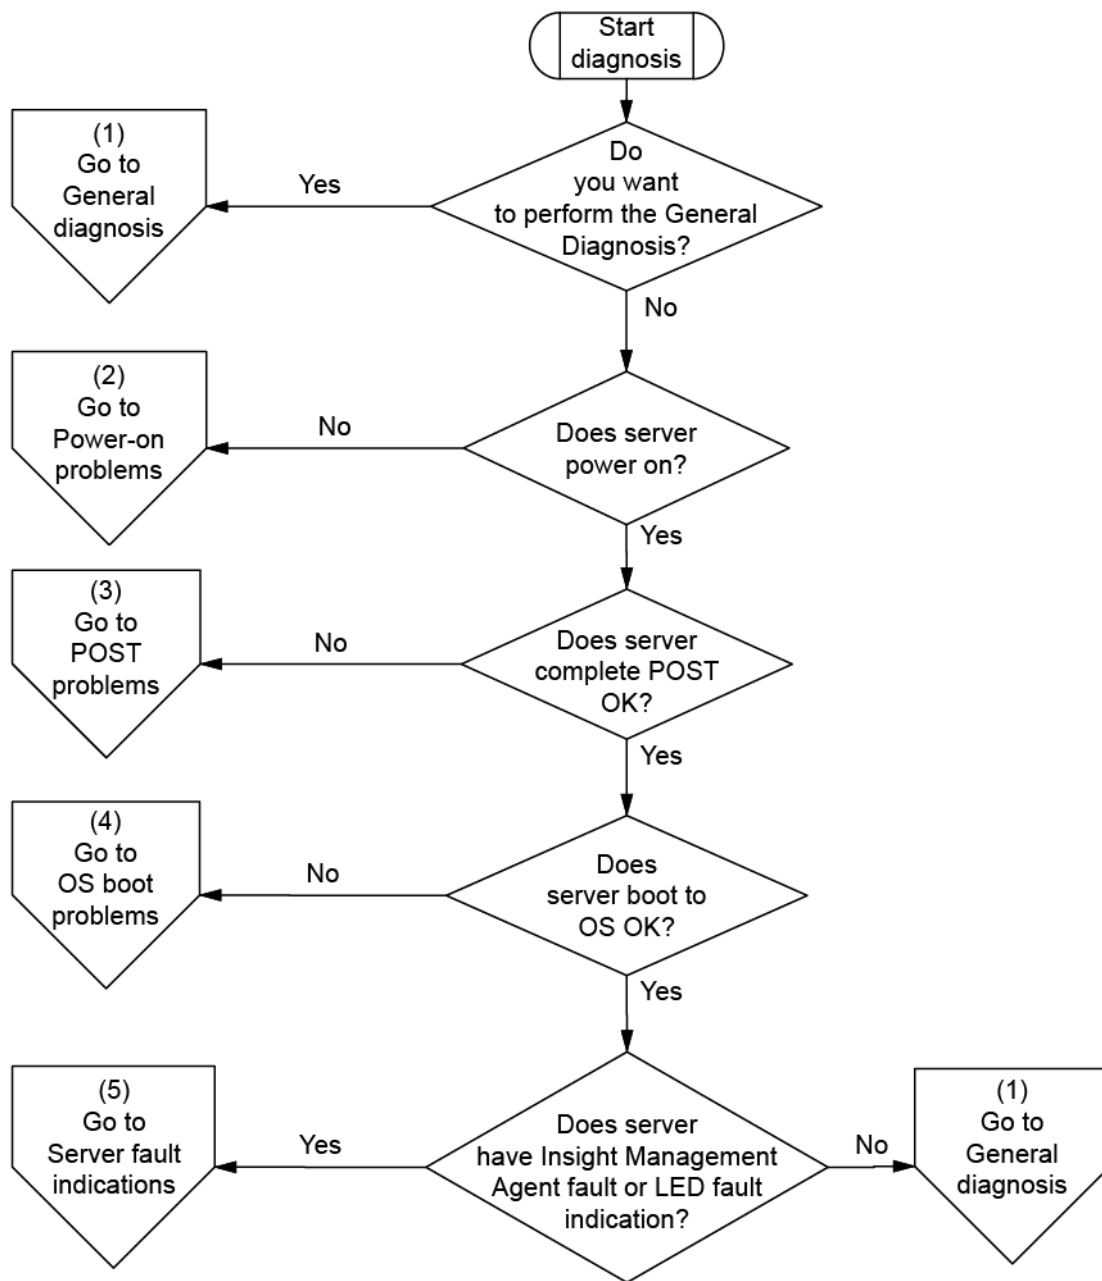 Start
diagnosis
Do
you want
to perform the General
Diagnosis?
Yes
(1)
Go to
General
diagnosis
No
Does server
power on?
No
(2)
Go to
Power-on
problems
Yes
Does server
complete POST
OK?
No
(3)
Go to
POST
problems
Yes
Does
server boot to
OS OK?
No
(4)
Go to
OS boot
problems
Yes
Does server
have Insight Management
Agent fault or LED fault
indication?
Yes
(5)
Go to
Server fault
indications
No
(1)
Go to
General
diagnosis